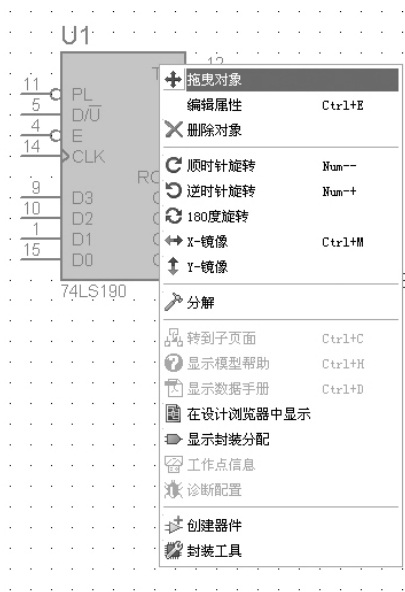 U1
12
11 PL
5 D/U
4 E
14 CLK
9 D3
10 D2
1 D1
15 D0
74LS190
拖曳对象
编辑属性 Ctrl+E
删除对象
顺时针旋转 Num--
逆时针旋转 Num-+
180度旋转
X-镜像 Ctrl+M
Y-镜像
分解
转到子页面 Ctrl+C
显示模型帮助 Ctrl+H
显示数据手册 Ctrl+D
在设计浏览器中显示
显示封装分配
工作点信息
诊断配置
创建器件
封装工具